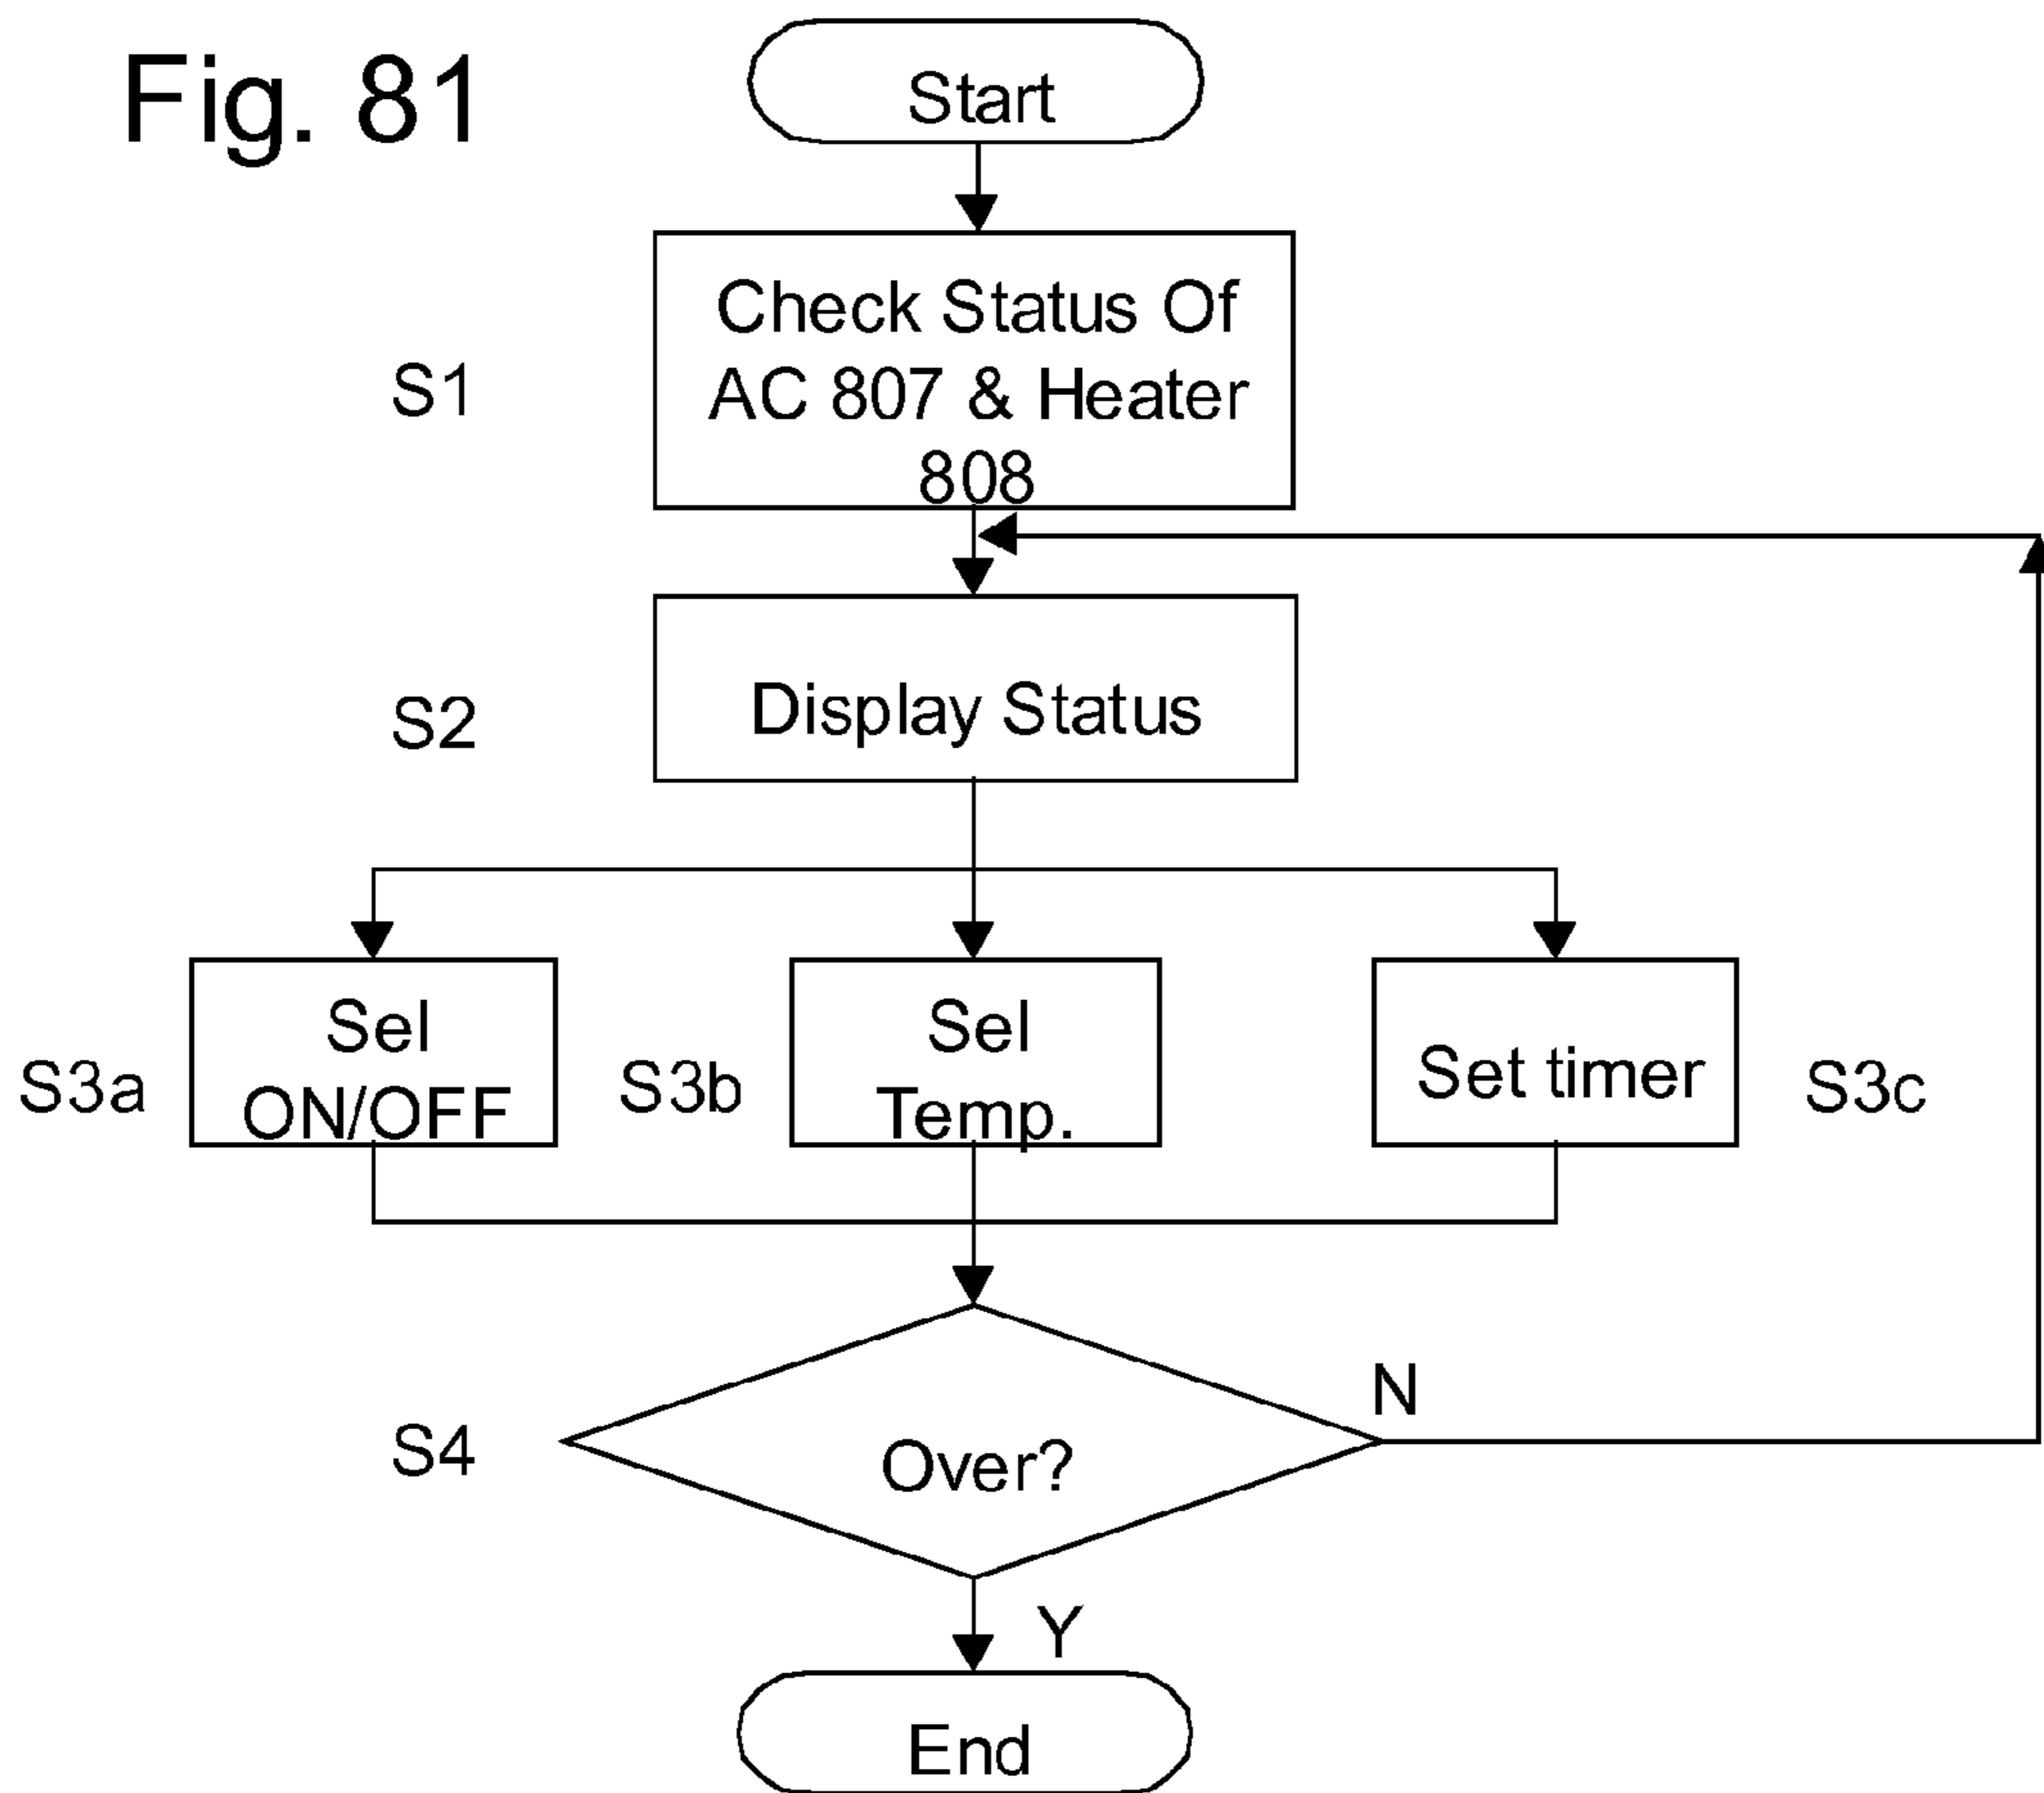 Fig. 81
Start
Check Status Of
AC 807 & Heater
808
S1
Display Status
S2
Sel
ON/OFF
S3a
Sel
Temp.
S3b
Set timer
S3c
Over?
S4
N
Y
End